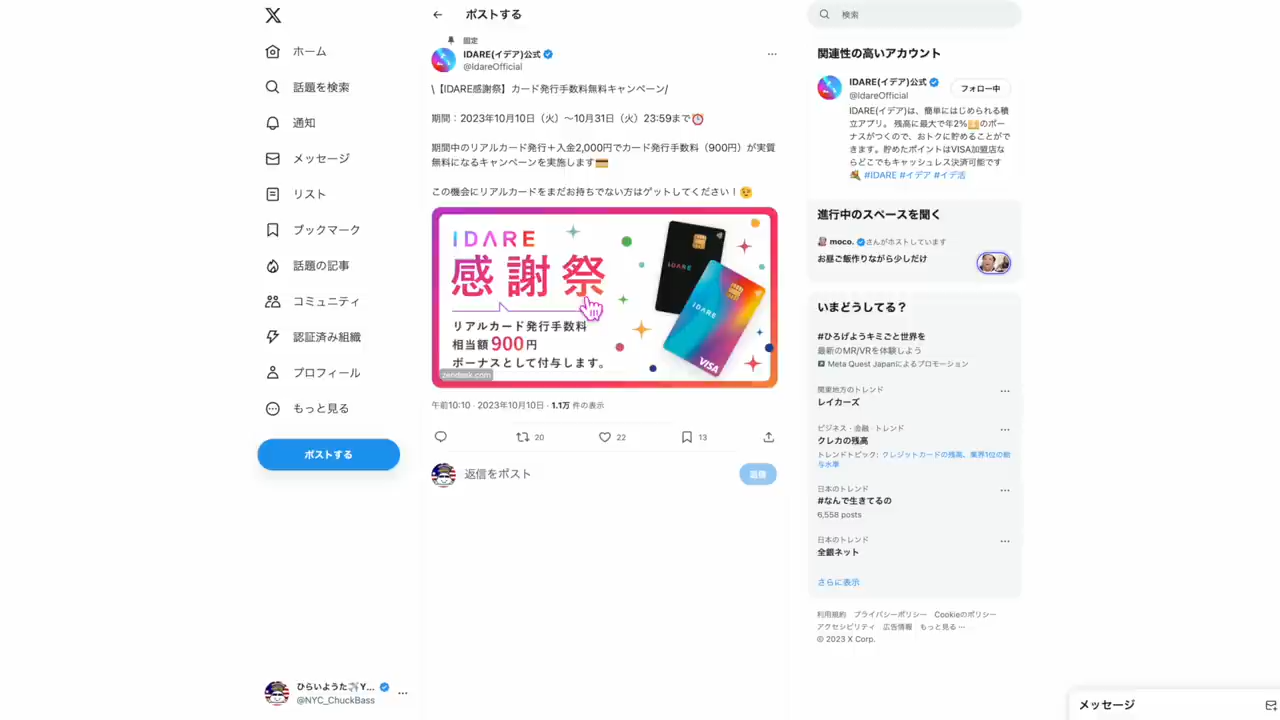 ホーム
話題を検索
通知
メッセージ
リスト
ブックマーク
話題の記事
コミュニティ
認証済み組織
プロフィール
もっと見る
ポストする
ひらいようた✈️Y...
@NYC_ChuckBass
ポストする
固定
IDARE(イデア)公式
@IdareOfficial
\【IDARE感謝祭】カード発行手数料無料キャンペーン/
期間：2023年10月10日（火）〜10月31日（火）23:59まで⏰
期間中のリアルカード発行＋入金2,000円でカード発行手数料（900円）が実質
無料になるキャンペーンを実施します💳
この機会にリアルカードをまだお持ちでない方はゲットしてください！
IDARE
感謝祭
リアルカード発行手数料
相当額900円
ボーナスとして付与します。
zendesk.com
IDARE
IDARE
VISA
午前10:10 · 2023年10月10日 · 1.1万 件の表示
20
22
13
返信をポスト
返信
検索
関連性の高いアカウント
IDARE(イデア)公式
@IdareOfficial
フォロー中
IDARE(イデア)は、簡単にはじめられる積
立アプリ。 残高に最大で年2%のボー
ナスがつくので、おトクに貯めることがで
きます。貯めたポイントはVISA加盟店な
らどこでもキャッシュレス決済可能です
#IDARE #イデア #イデ活
進行中のスペースを聞く
moco. さんがホストしています
お昼ご飯作りながら少しだけ
いまどうしてる？
#ひろげようキミごと世界を
最新のMR/VRを体験しよう
Meta Quest Japanによるプロモーション
関東地方のトレンド
レイカーズ
ビジネス・金融・トレンド
クレカの残高
トレンドトピック: クレジットカードの残高、業界1位の給
与水準
日本のトレンド
#なんで生きてるの
6,558 posts
日本のトレンド
全銀ネット
さらに表示
利用規約 プライバシーポリシー Cookieのポリシー
アクセシビリティ 広告情報 もっと見る ···
© 2023 X Corp.
メッセージ